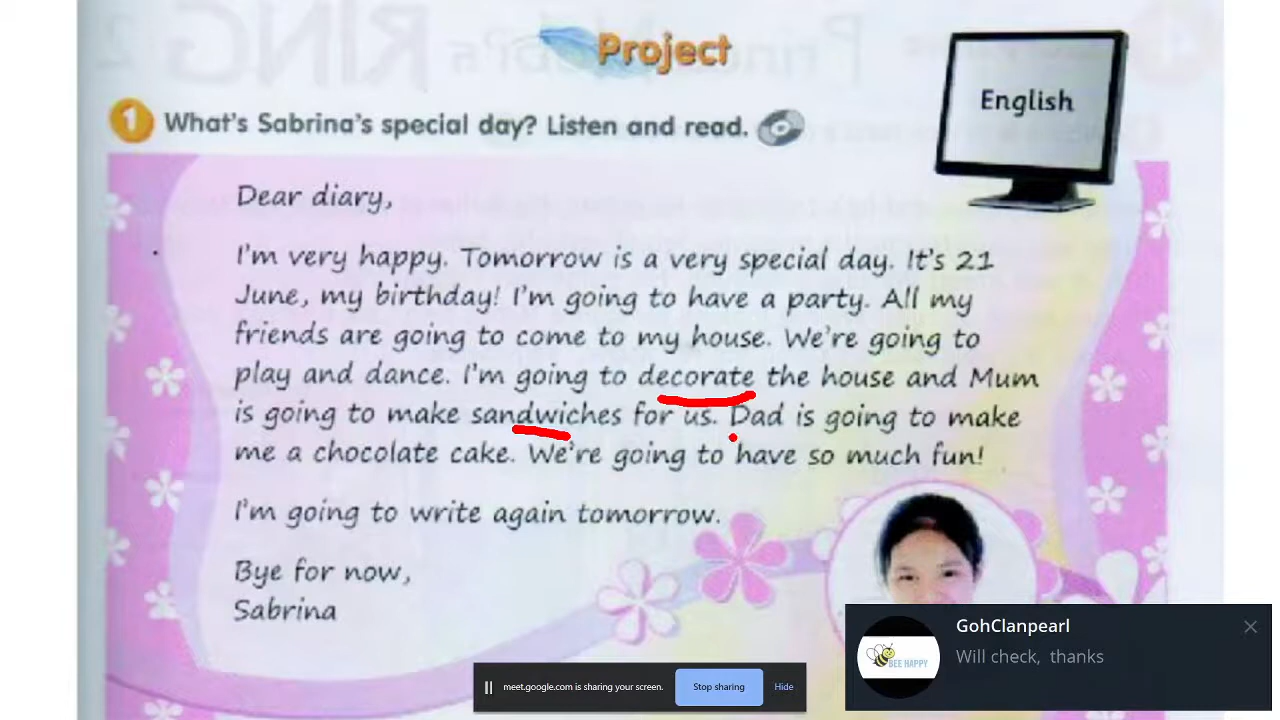 Project
English
1 What's Sabrina's special day? Listen and read.
Dear diary,
I'm very happy. Tomorrow is a very special day. It's 21
June, my birthday! I'm going to have a party. All my
friends are going to come to my house. We're going to
play and dance. I'm going to decorate the house and Mum
is going to make sandwiches for us. Dad is going to make
me a chocolate cake. We're going to have so much fun!
I'm going to write again tomorrow.
Bye for now,
Sabrina
GohClanpearl
Will check, thanks
BEE HAPPY
meet.google.com is sharing your screen.
Stop sharing
Hide